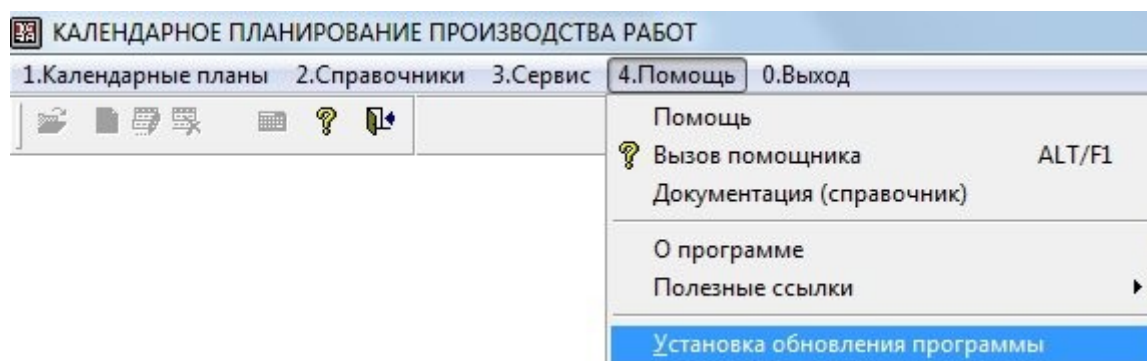 КАЛЕНДАРНОЕ ПЛАНИРОВАНИЕ ПРОИЗВОДСТВА РАБОТ
1.Календарные планы 2.Справочники 3.Сервис 4.Помощь 0.Выход
Помощь
Вызов помощника ALT/F1
Документация (справочник)
О программе
Полезные ссылки
Установка обновления программы